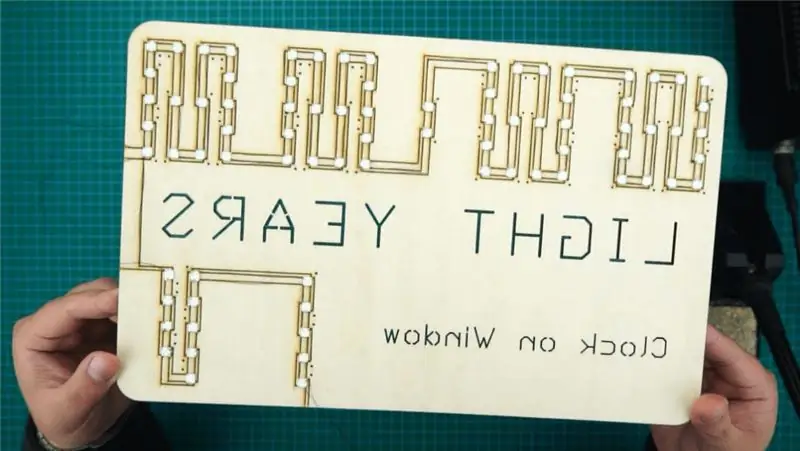 LIGHT YEARS
Clock on Window